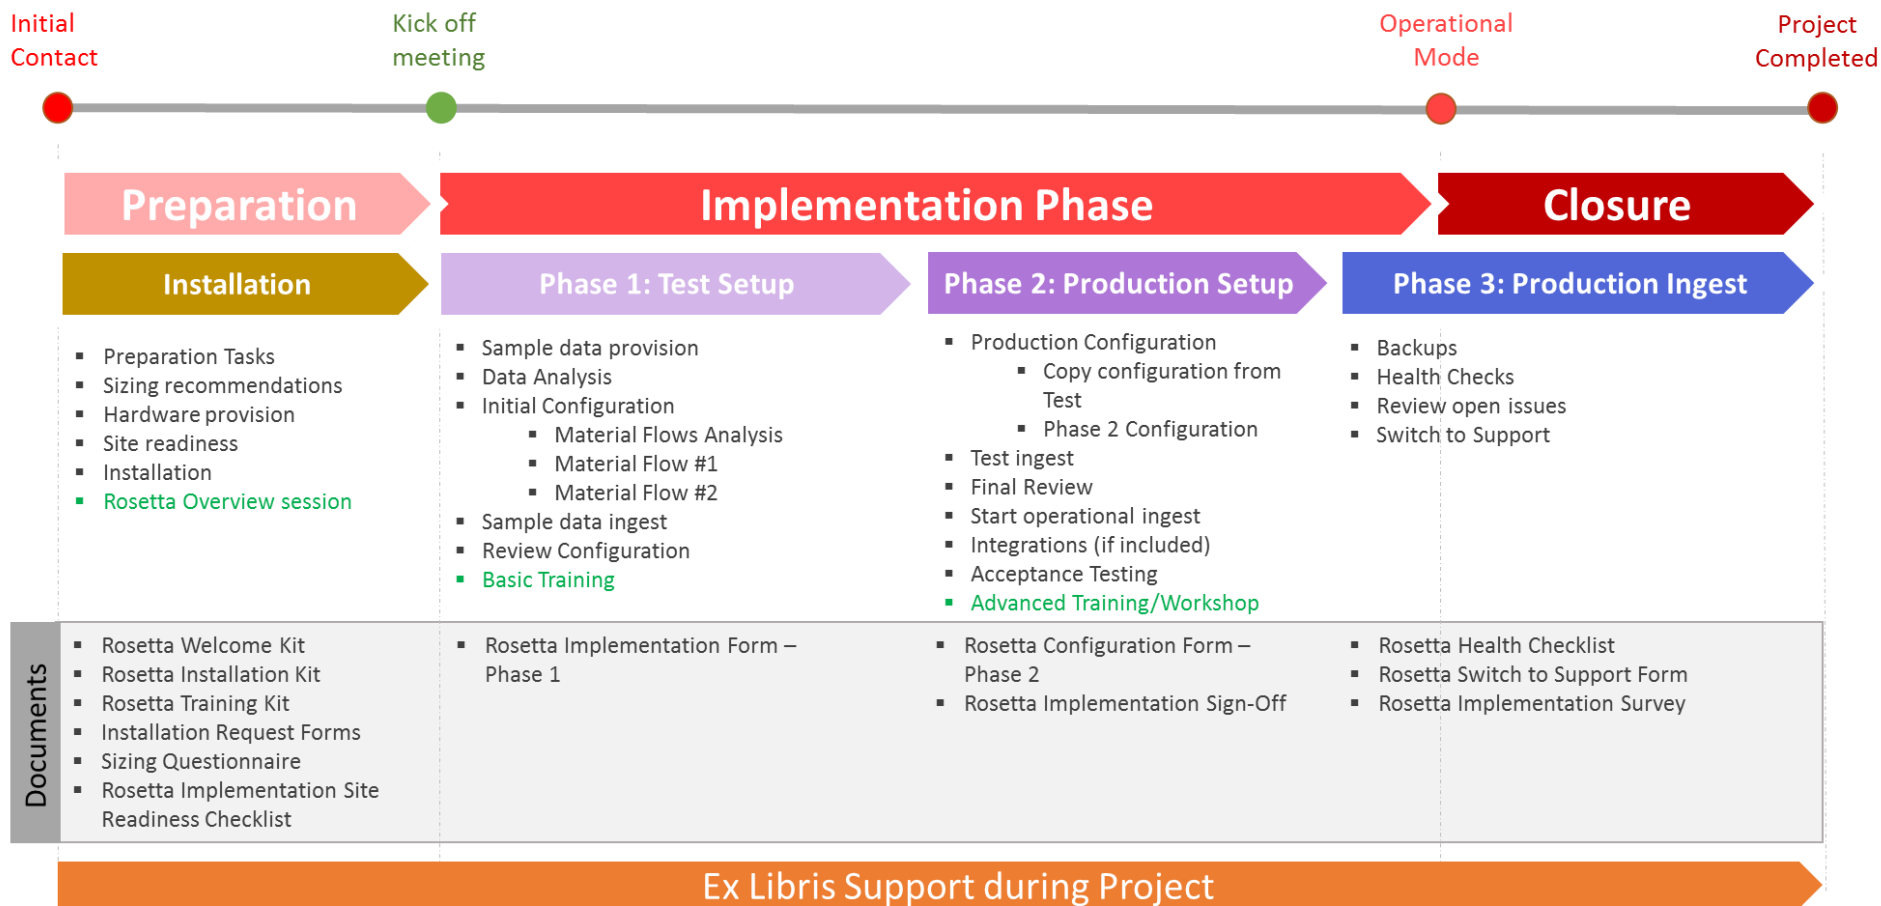 Initial
Contact
Kick off
meeting
Operational
Mode
Project
Completed
Preparation
Implementation Phase
Closure
Installation
Phase 1: Test Setup
Phase 2: Production Setup
Phase 3: Production Ingest
▪ Preparation Tasks
▪ Sizing recommendations
▪ Hardware provision
▪ Site readiness
▪ Installation
▪ Rosetta Overview session
▪ Sample data provision
▪ Data Analysis
▪ Initial Configuration
▪ Material Flows Analysis
▪ Material Flow #1
▪ Material Flow #2
▪ Sample data ingest
▪ Review Configuration
▪ Basic Training
▪ Production Configuration
▪ Copy configuration from
Test
▪ Phase 2 Configuration
▪ Test ingest
▪ Final Review
▪ Start operational ingest
▪ Integrations (if included)
▪ Acceptance Testing
▪ Advanced Training/Workshop
▪ Backups
▪ Health Checks
▪ Review open issues
▪ Switch to Support
Documents
▪ Rosetta Welcome Kit
▪ Rosetta Installation Kit
▪ Rosetta Training Kit
▪ Installation Request Forms
▪ Sizing Questionnaire
▪ Rosetta Implementation Site
Readiness Checklist
▪ Rosetta Implementation Form –
Phase 1
▪ Rosetta Configuration Form –
Phase 2
▪ Rosetta Implementation Sign-Off
▪ Rosetta Health Checklist
▪ Rosetta Switch to Support Form
▪ Rosetta Implementation Survey
Ex Libris Support during Project